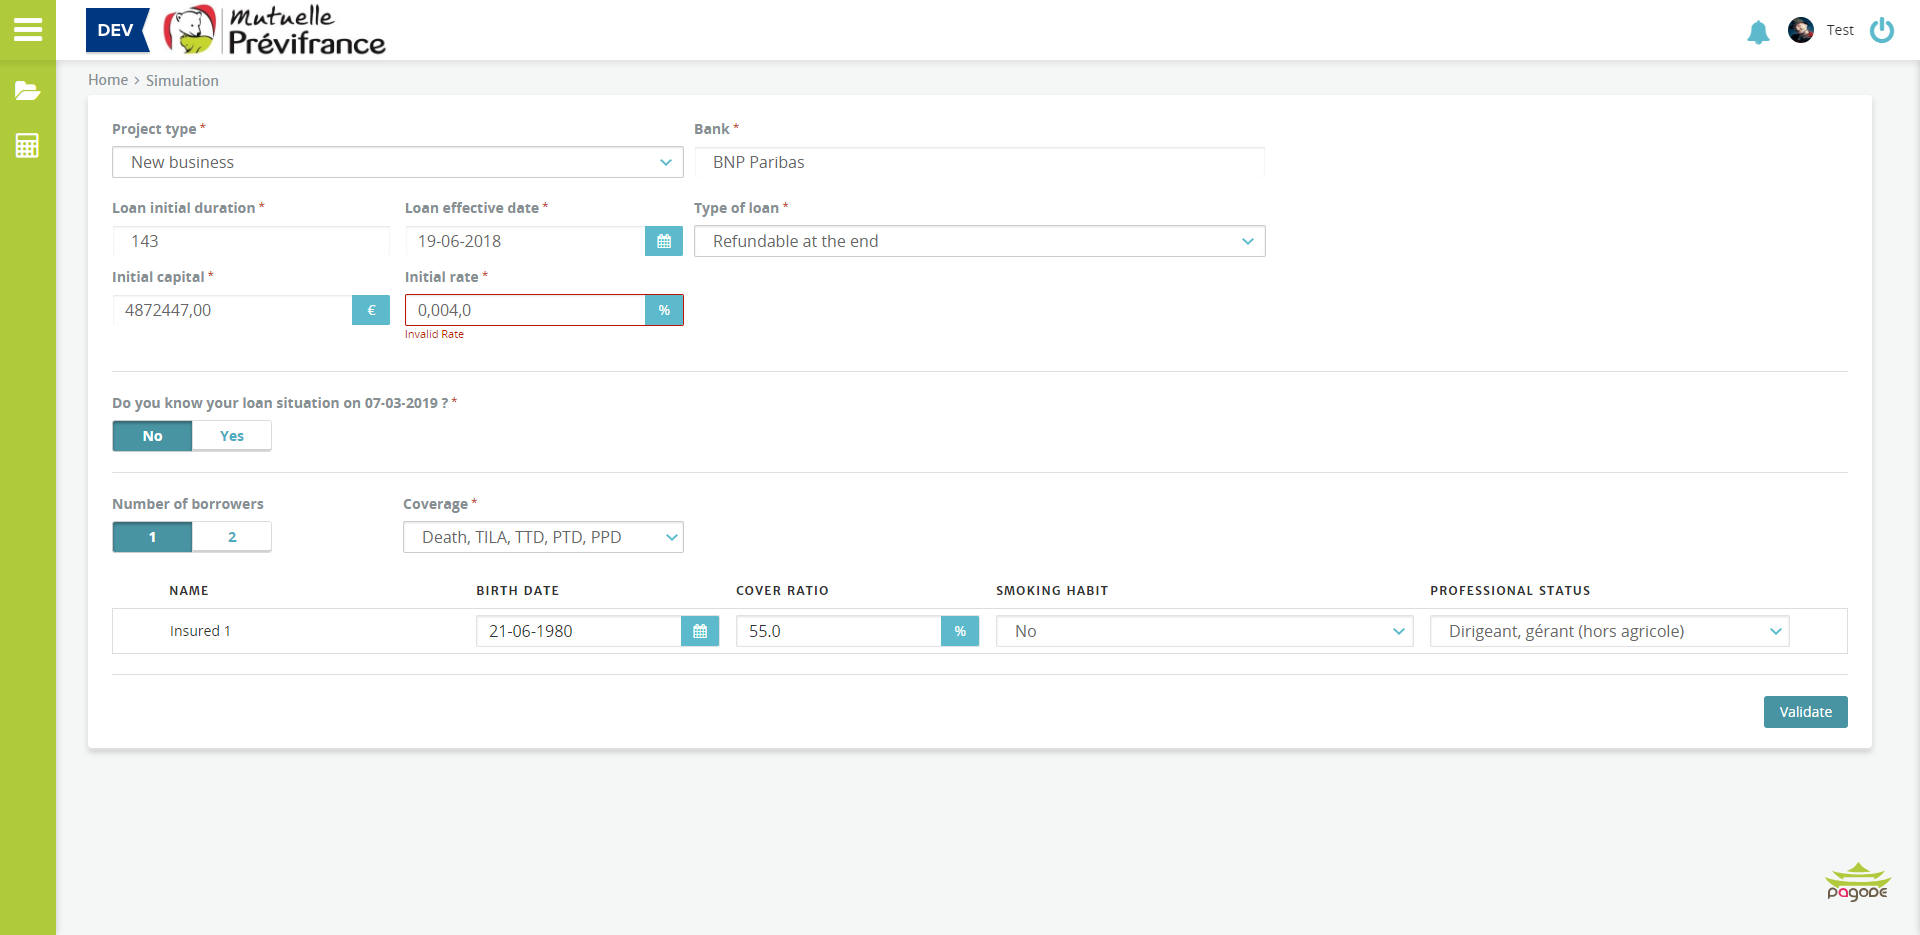 DEV
Mutuelle
Prévifrance
Test
Home > Simulation
Project type *
Bank *
New business
BNP Paribas
Loan initial duration *
Loan effective date *
Type of loan *
143
19-06-2018
Refundable at the end
Initial capital *
Initial rate *
4872447,00
€
0,004,0
%
Invalid Rate
Do you know your loan situation on 07-03-2019 ? *
No
Yes
Number of borrowers
Coverage *
1
2
Death, TILA, TTD, PTD, PPD
NAME
BIRTH DATE
COVER RATIO
SMOKING HABIT
PROFESSIONAL STATUS
Insured 1
21-06-1980
55.0
%
No
Dirigeant, gérant (hors agricole)
Validate
PAGODE